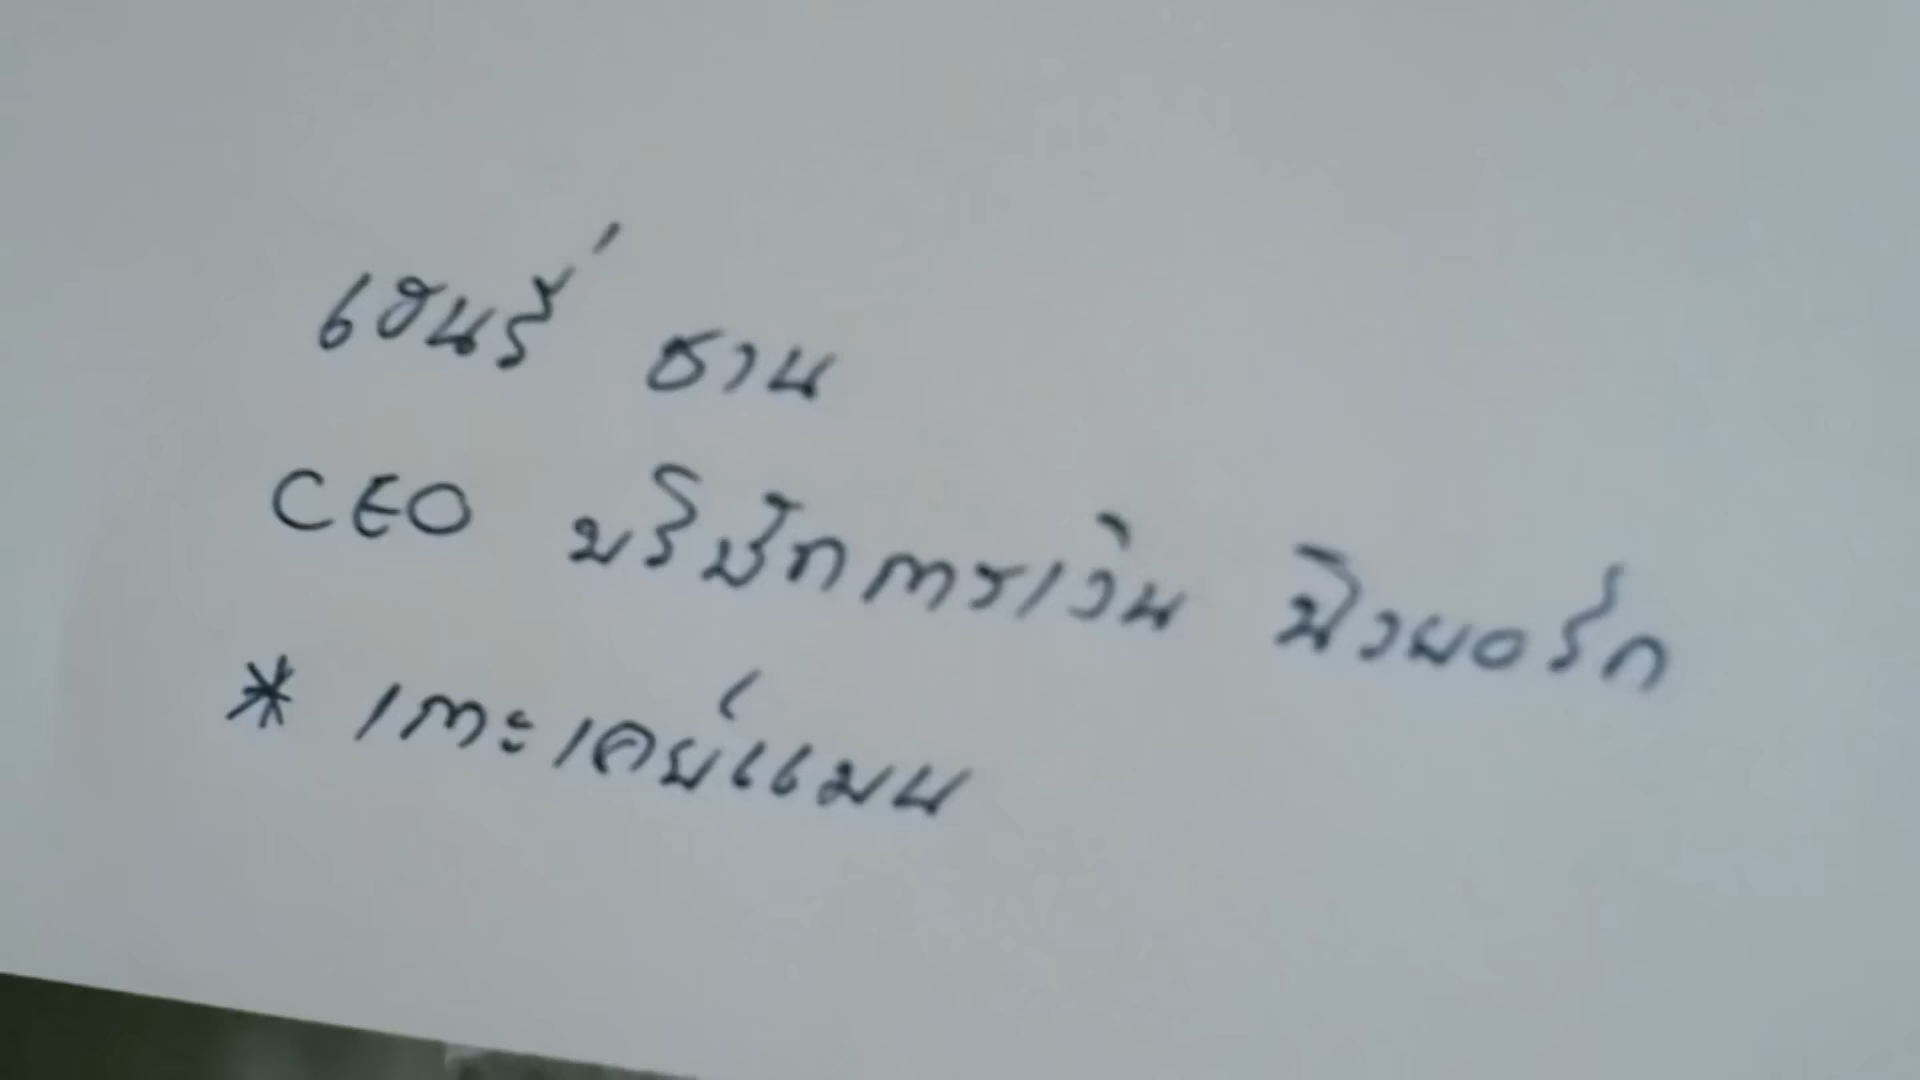 เฮนรี่ ชาน
CEO บริษัทการเงิน นิวยอร์ก
* เกาะเคย์แมน